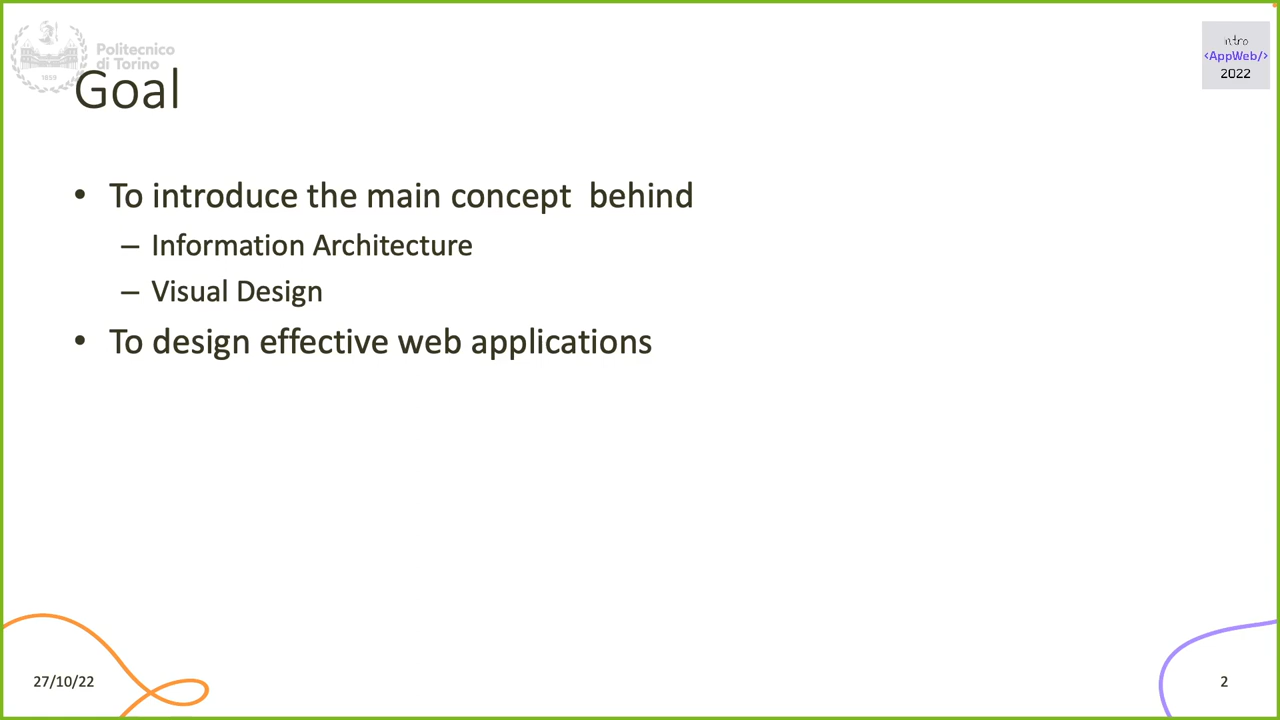 Politecnico
di Torino
1859
intro
<AppWeb/>
2022
Goal
• To introduce the main concept  behind
– Information Architecture
– Visual Design
• To design effective web applications
27/10/22
2